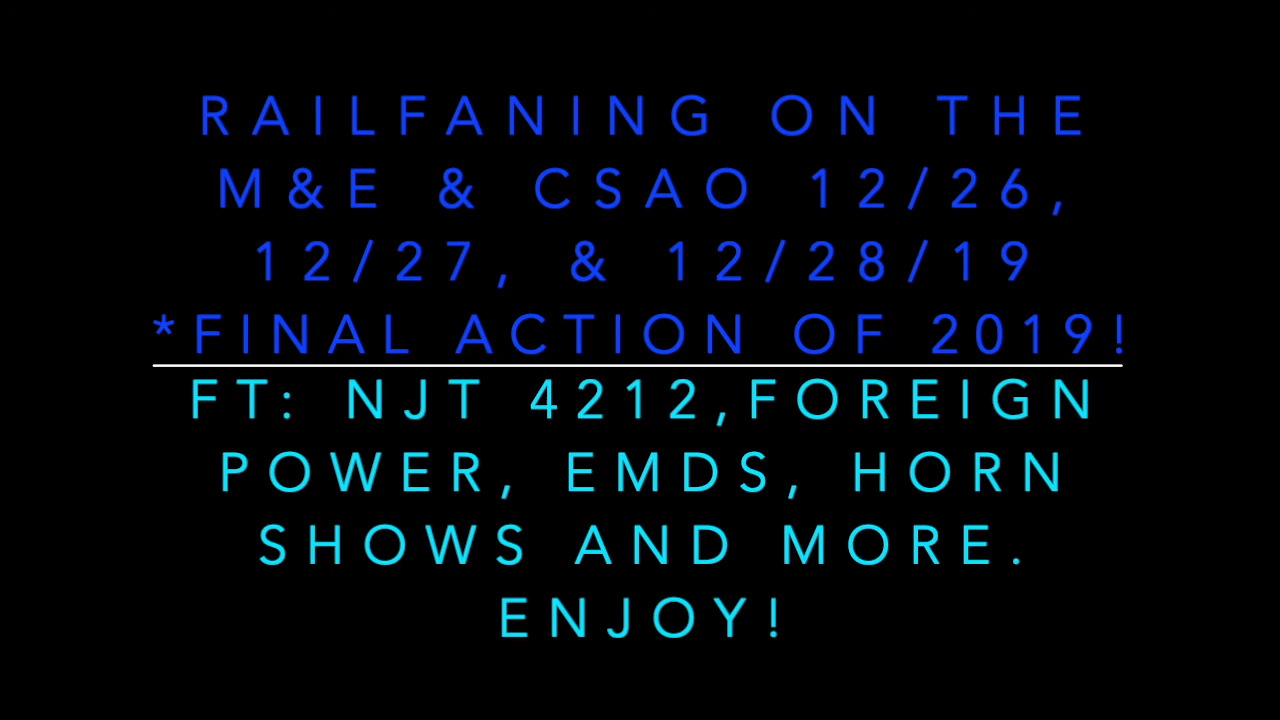 RAILFANING ON THE
M&E & CSAO 12/26,
12/27, & 12/28/19
*FINAL ACTION OF 2019!
FT: NJT 4212,FOREIGN
POWER, EMDS, HORN
SHOWS AND MORE.
ENJOY!